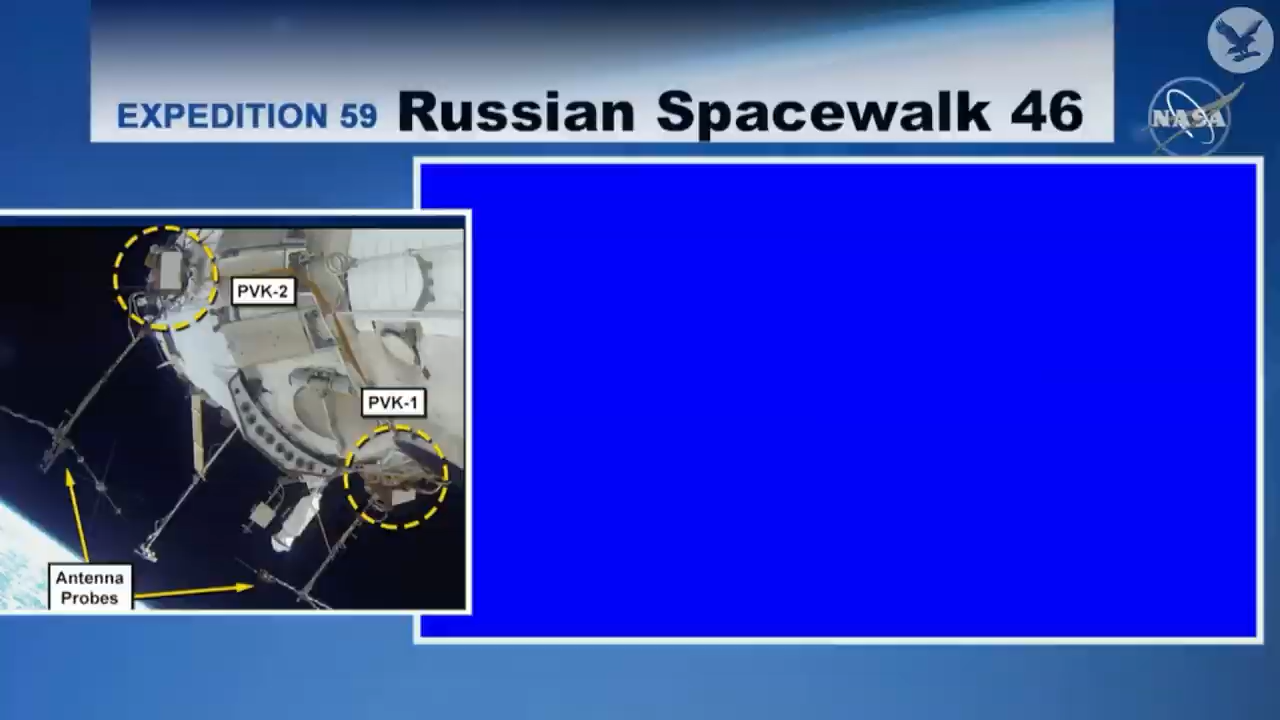 EXPEDITION 59 Russian Spacewalk 46
NASA
PVK-2
PVK-1
Antenna
Probes